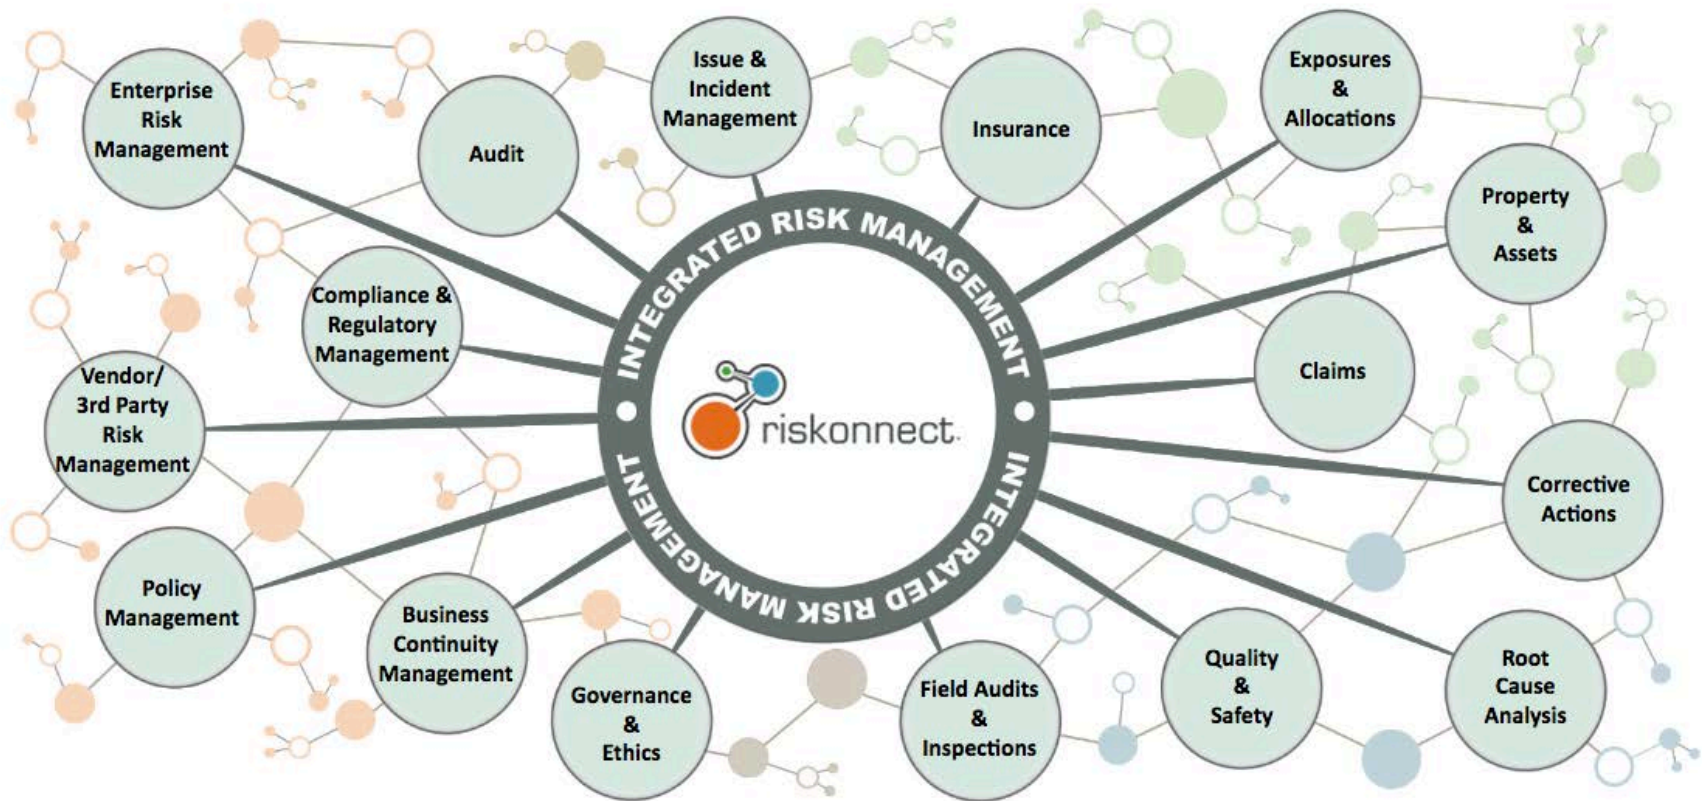 Enterprise
Risk
Management
Audit
Issue &
Incident
Management
Insurance
Exposures
&
Allocations
Property
&
Assets
Compliance &
Regulatory
Management
Vendor/
3rd Party
Risk
Management
INTEGRATED RISK MANAGEMENT
riskonnect.
INTEGRATED RISK MANAGEMENT
Claims
Corrective
Actions
Policy
Management
Business
Continuity
Management
Governance
&
Ethics
Field Audits
&
Inspections
Quality
&
Safety
Root
Cause
Analysis